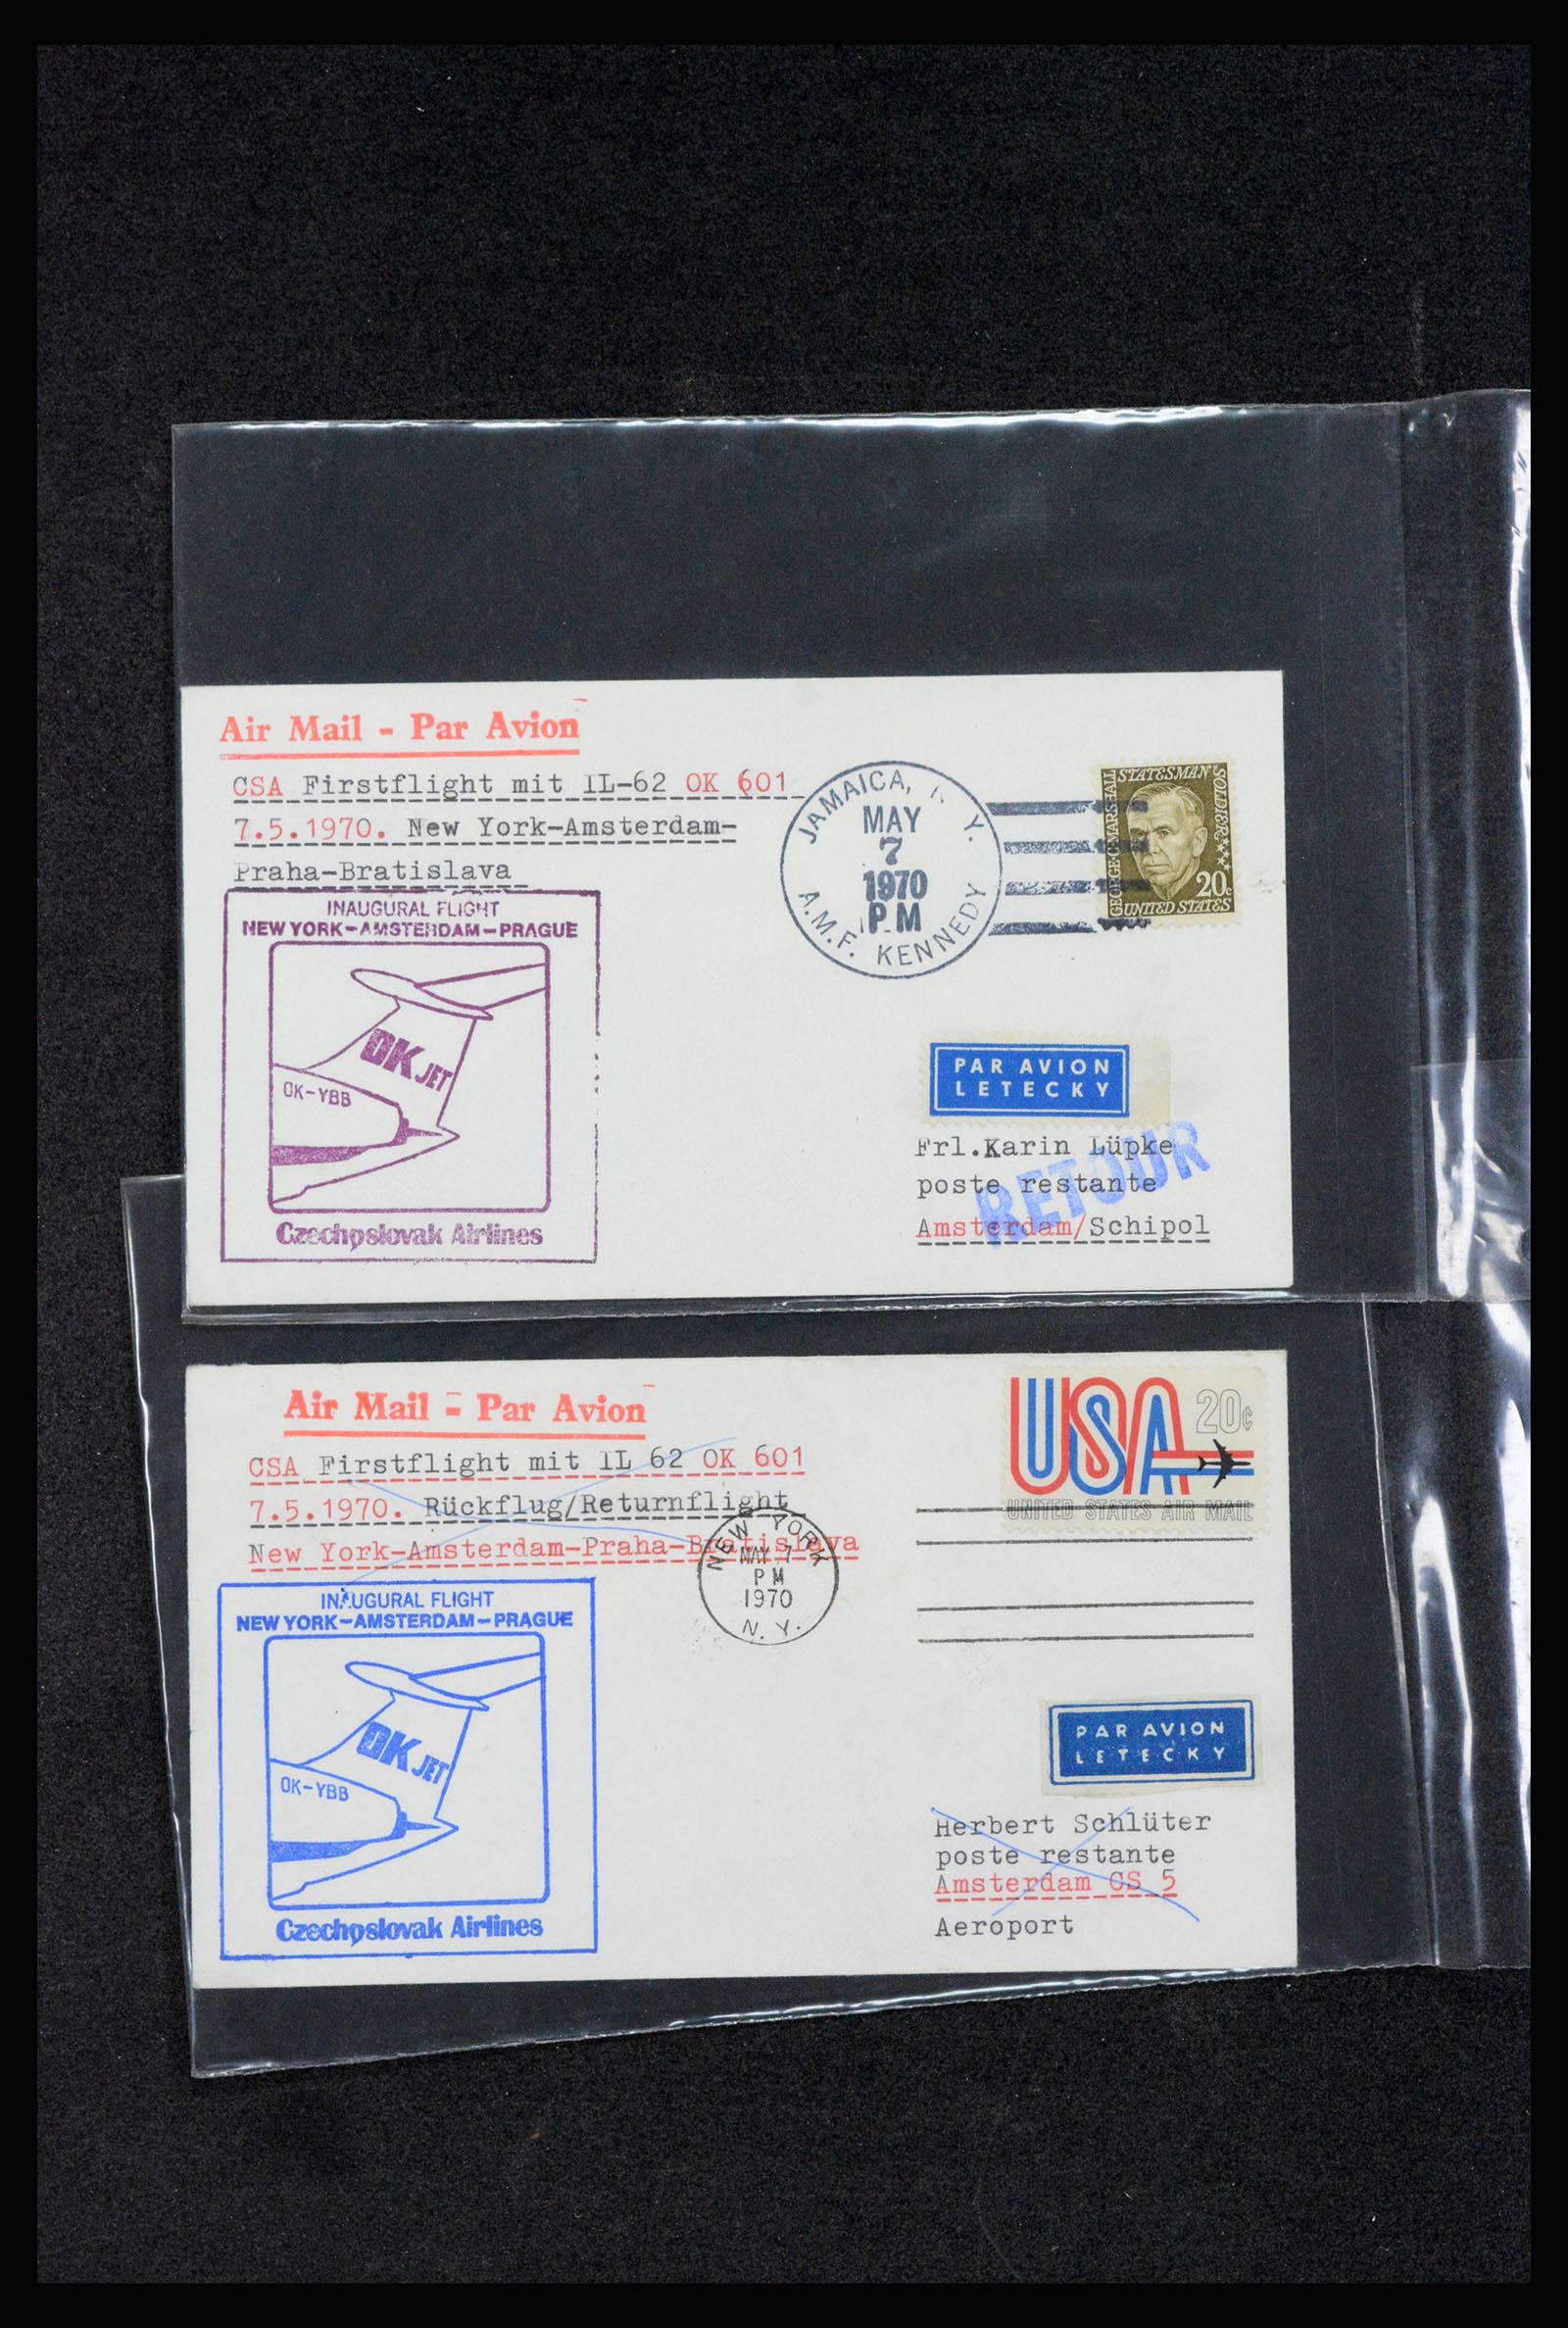 Air Mail - Par Avion
CSA Firstflight mit IL-62 OK 601
7.5.1970. New York-Amsterdam-
Praha-Bratislava
INAUGURAL FLIGHT
NEW YORK-AMSTERDAM-PRAGUE
OK JET
OK-YBB
Czechoslovak Airlines
JAMAICA, N.Y.
MAY
7
1970
PM
A.M.F. KENNEDY
GEORGE C. MARSHALL
STATESMAN
SOLDIER
20c
UNITED STATES
PAR AVION
LETECKY
Frl.Karin Lüpke
poste restante
Amsterdam/Schipol
RETOUR
Air Mail - Par Avion
CSA Firstflight mit IL 62 OK 601
7.5.1970. Rückflug/Returnflight
New York-Amsterdam-Praha-Bratislava
INAUGURAL FLIGHT
NEW YORK-AMSTERDAM-PRAGUE
OK JET
OK-YBB
Czechoslovak Airlines
NEW YORK
MAY 7
PM
1970
N.Y.
USA 20c
UNITED STATES AIR MAIL
PAR AVION
LETECKY
Herbert Schlüter
poste restante
Amsterdam CS 5
Aeroport